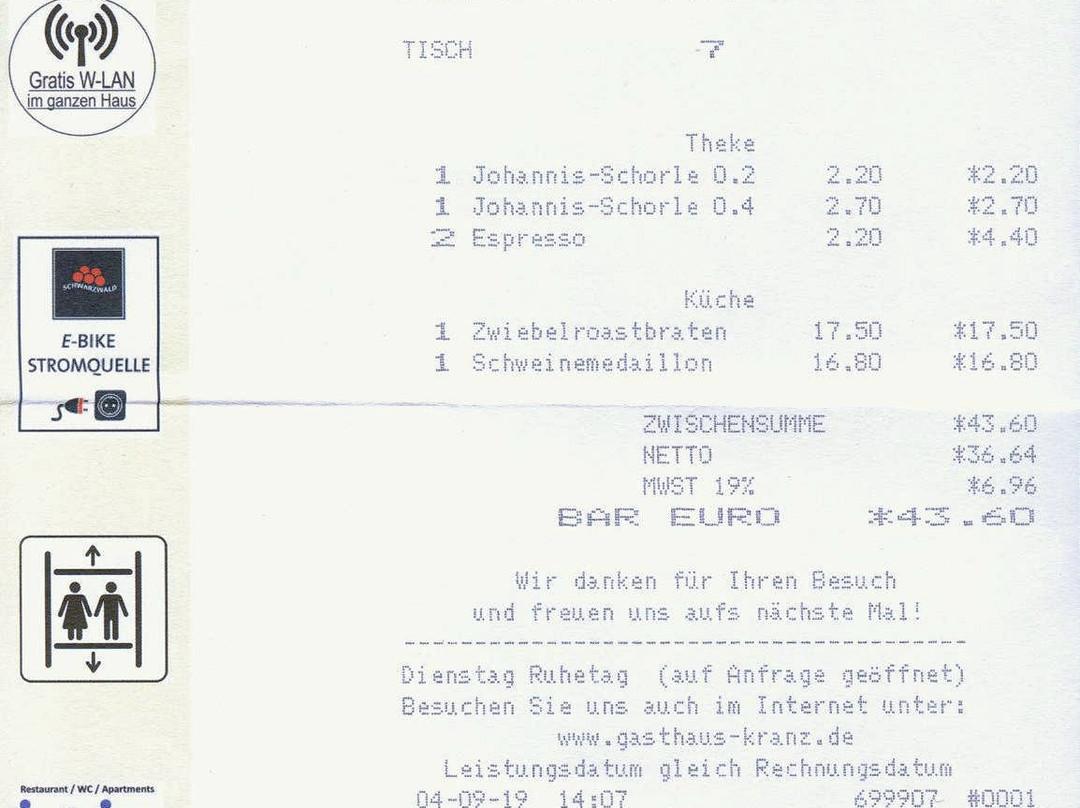 Gratis W-LAN
im ganzen Haus
SCHWARZWALD
E-BIKE
STROMQUELLE
Restaurant / WC / Apartments
TISCH 7
Theke
1 Johannis-Schorle 0.2 2.20 *2.20
1 Johannis-Schorle 0.4 2.70 *2.70
2 Espresso 2.20 *4.40
Küche
1 Zwiebelroastbraten 17.50 *17.50
1 Schweinemedaillon 16.80 *16.80
ZWISCHENSUMME *43.60
NETTO *36.64
MWST 19% *6.96
BAR EURO *43.60
Wir danken für Ihren Besuch
und freuen uns aufs nächste Mal!
----------------------------------------
Dienstag Ruhetag (auf Anfrage geöffnet)
Besuchen Sie uns auch im Internet unter:
www.gasthaus-kranz.de
Leistungsdatum gleich Rechnungsdatum
04-09-19 14:07 699907 #0001